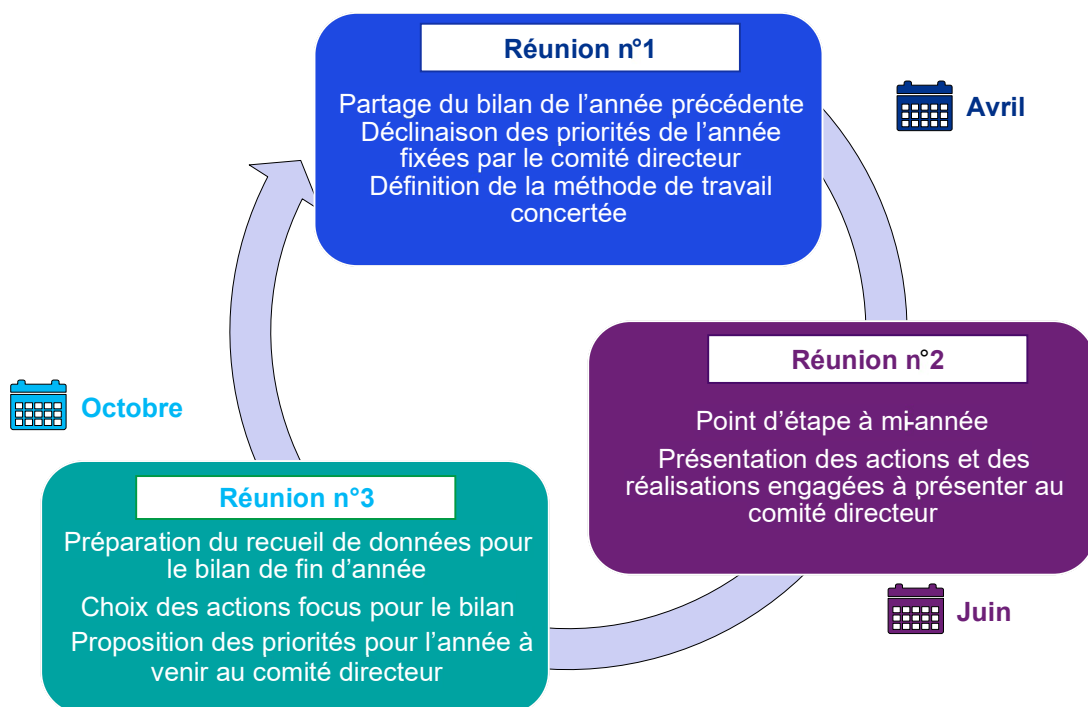 Réunion n°1
Partage du bilan de l’année précédente
Déclinaison des priorités de l’année
fixées par le comité directeur
Définition de la méthode de travail
concertée
Avril
Réunion n°2
Point d’étape à mi-année
Présentation des actions et des
réalisations engagées à présenter au
comité directeur
Juin
Octobre
Réunion n°3
Préparation du recueil de données pour
le bilan de fin d’année
Choix des actions focus pour le bilan
Proposition des priorités pour l’année à
venir au comité directeur